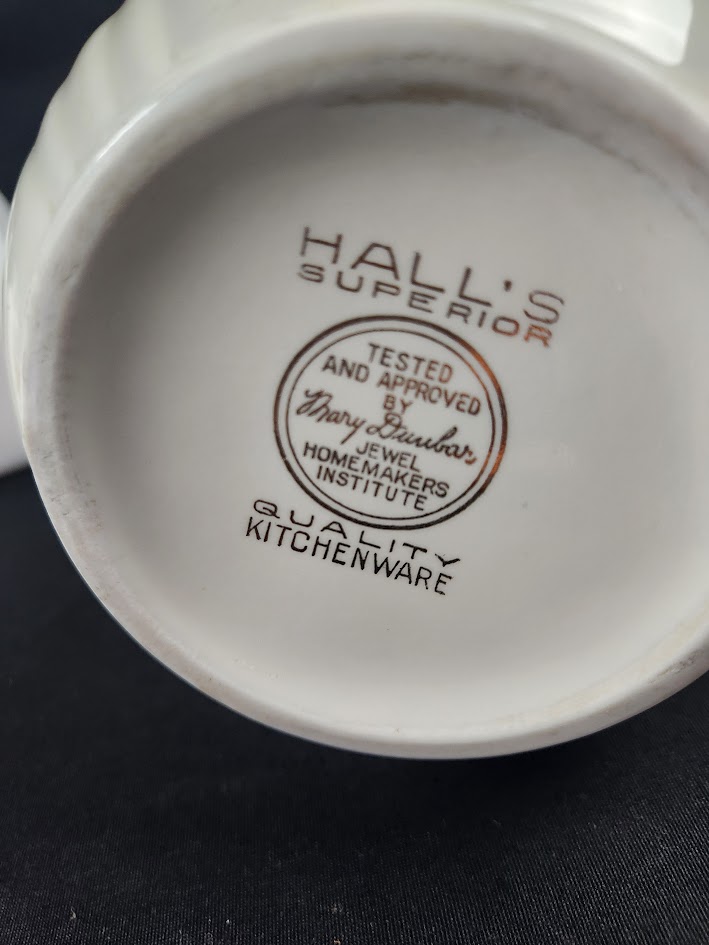 HALL'S
SUPERIOR
TESTED
AND APPROVED
BY
Mary Dunbar
JEWEL
HOMEMAKERS
INSTITUTE
QUALITY
KITCHENWARE